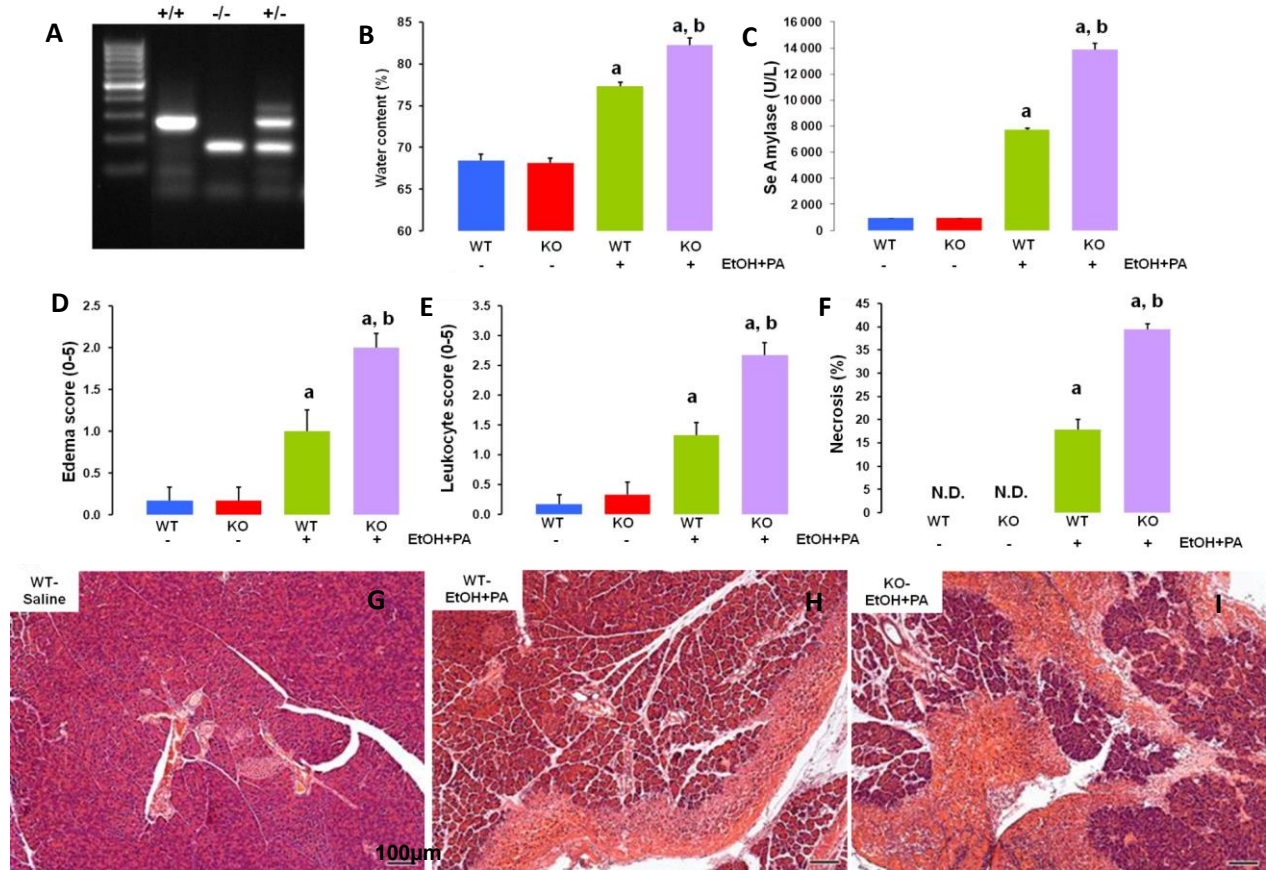 A
+/+ -/- +/-
B
Water content (%)
85
80
75
70
65
60
a
a, b
WT KO WT KO
- - + + EtOH+PA
C
Se Amylase (U/L)
16 000
14 000
12 000
10 000
8 000
6 000
4 000
2 000
0
a
a, b
WT KO WT KO
- - + + EtOH+PA
D
Edema score (0-5)
2.5
2.0
1.5
1.0
0.5
0.0
a
a, b
WT KO WT KO
- - + + EtOH+PA
E
Leukocyte score (0-5)
3.5
3.0
2.5
2.0
1.5
1.0
0.5
0.0
a
a, b
WT KO WT KO
- - + + EtOH+PA
F
Necrosis (%)
45
40
35
30
25
20
15
10
5
0
N.D. N.D.
a
a, b
WT KO WT KO
- - + + EtOH+PA
WT-
Saline
G
100µm
WT-
EtOH+PA
H
KO-
EtOH+PA
I